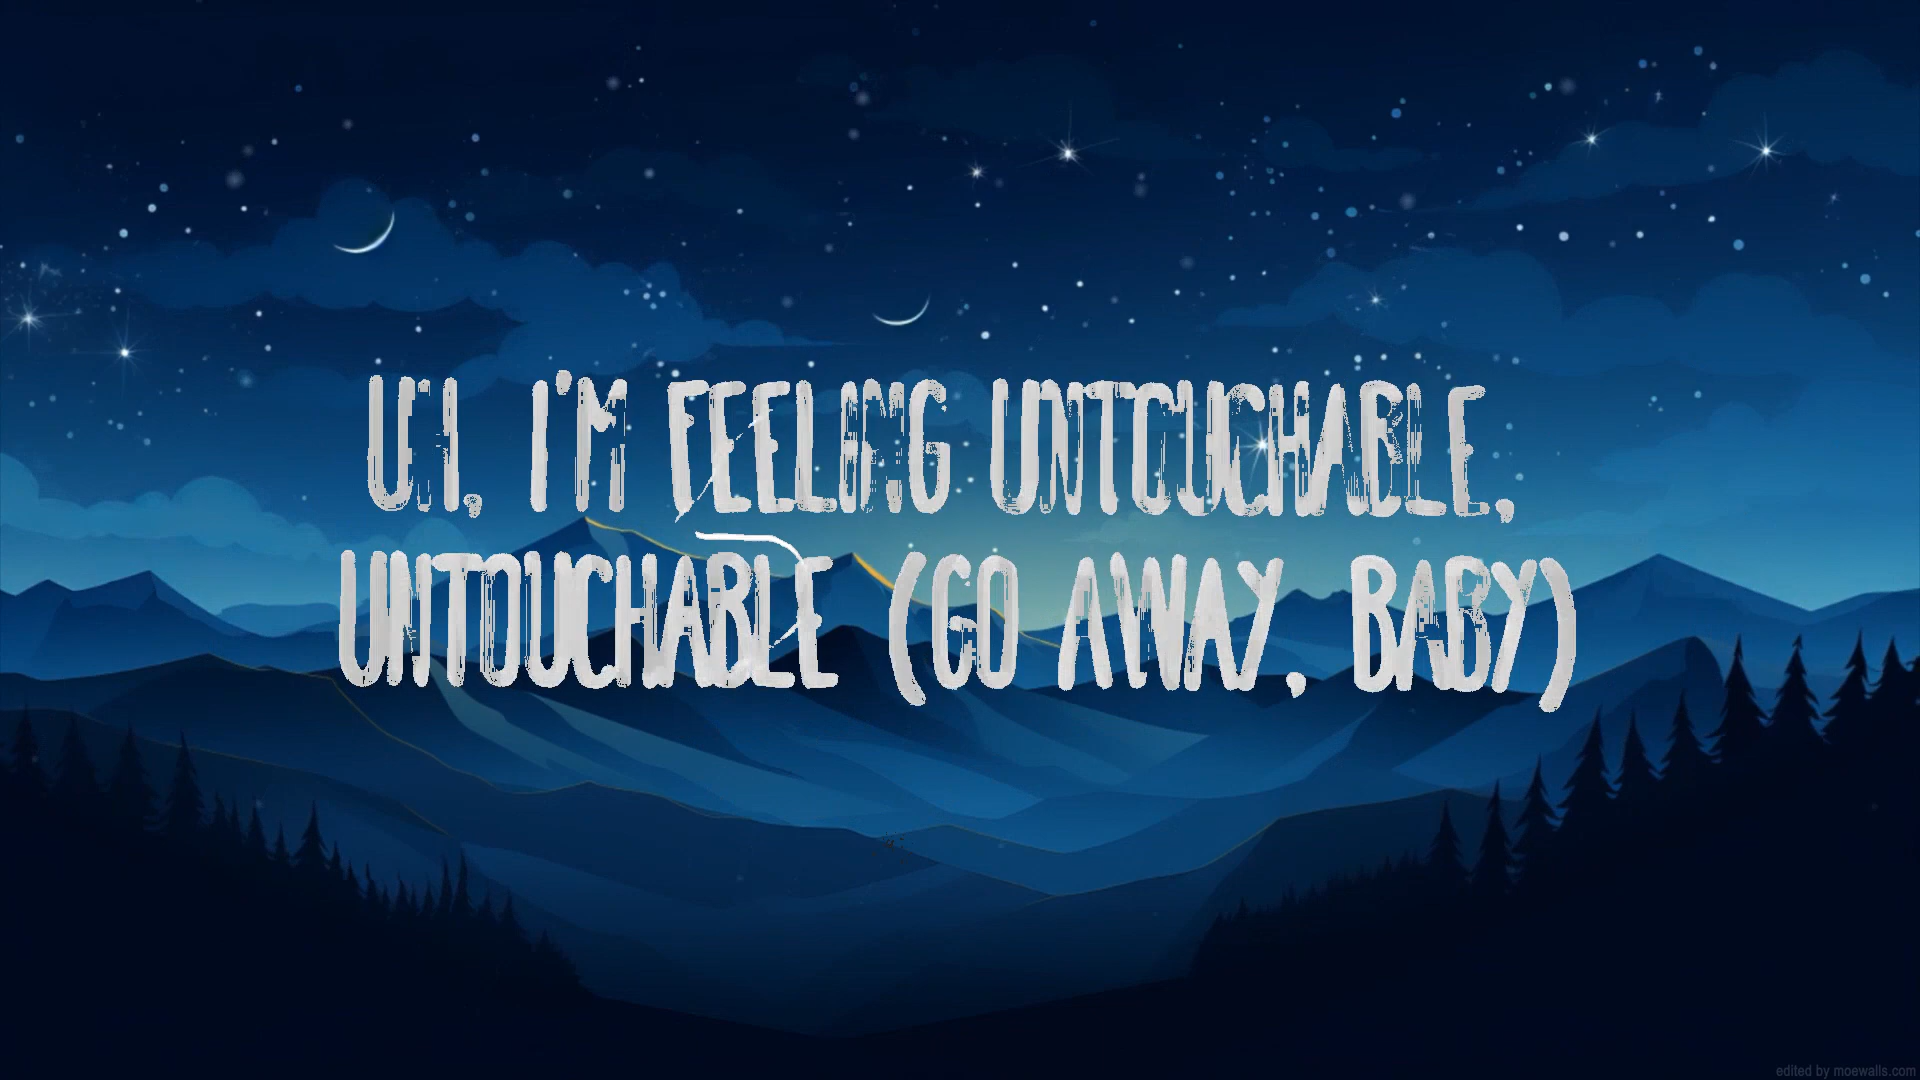 UH, I'M FEELING UNTOUCHABLE,
UNTOUCHABLE (GO AWAY, BABY)
edited by moewalls.com